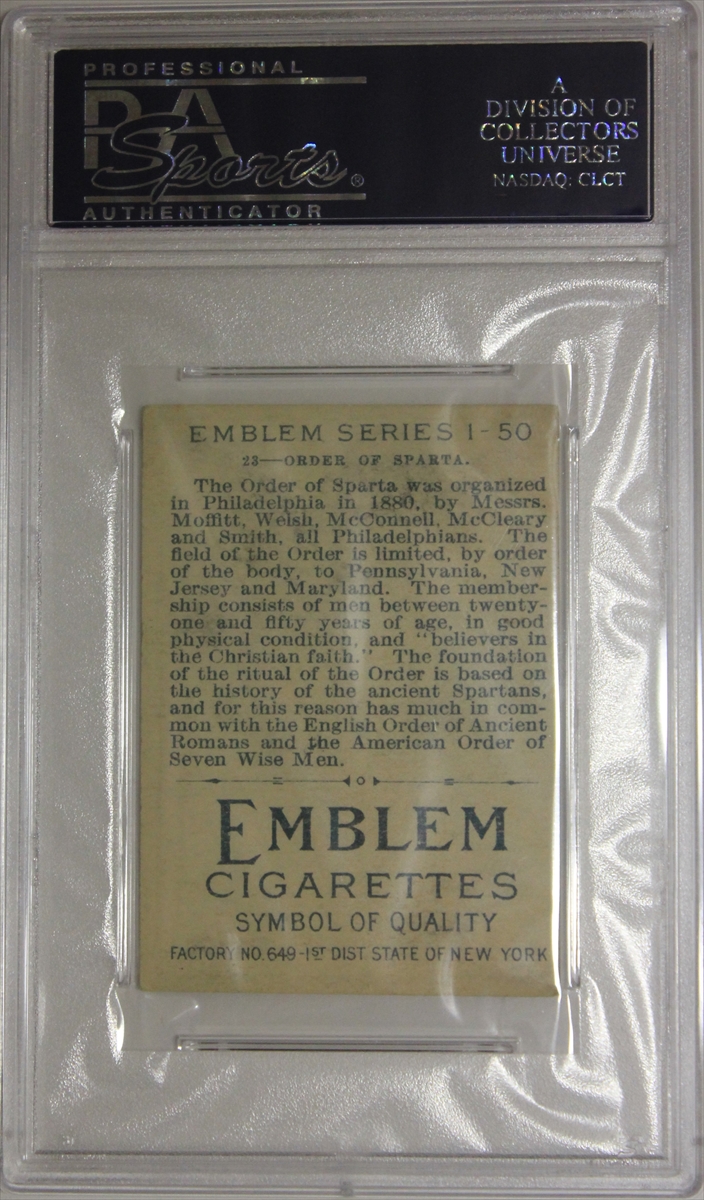 PROFESSIONAL
PSA
Sports®
AUTHENTICATOR
A
DIVISION OF
COLLECTORS
UNIVERSE
NASDAQ: CLCT
EMBLEM SERIES 1-50
23—ORDER OF SPARTA.
The Order of Sparta was organized
in Philadelphia in 1880, by Messrs.
Moffitt, Welsh, McConnell, McCleary
and Smith, all Philadelphians. The
field of the Order is limited, by order
of the body, to Pennsylvania, New
Jersey and Maryland. The member-
ship consists of men between twenty-
one and fifty years of age, in good
physical condition, and "believers in
the Christian faith." The foundation
of the ritual of the Order is based on
the history of the ancient Spartans,
and for this reason has much in com-
mon with the English Order of Ancient
Romans and the American Order of
Seven Wise Men.
EMBLEM
CIGARETTES
SYMBOL OF QUALITY
FACTORY NO. 649-1ST DIST STATE OF NEW YORK